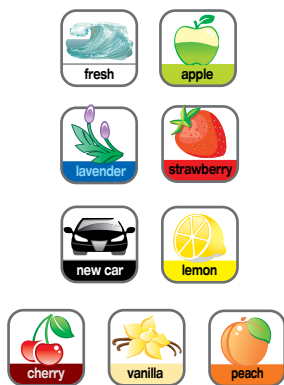 fresh
apple
lavender
strawberry
new car
lemon
cherry
vanilla
peach